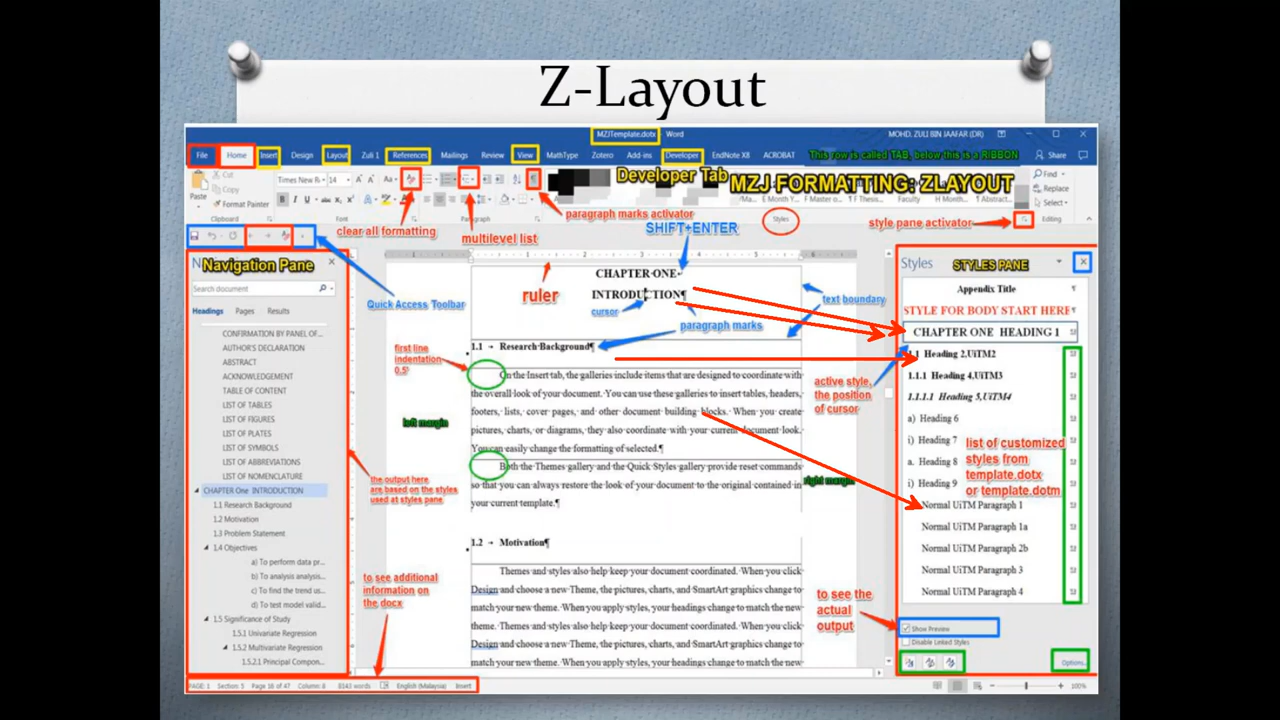 Z-Layout
MZJTemplate.dotx - Word
MOHD. ZULI BIN JAAFAR (DR)
File Home Insert Design Layout Zuli 1 References Mailings Review View MathType Zotero Add-ins Developer EndNote X8 ACROBAT
This row is called TAB, below this is a RIBBON
Share
Cut
Copy
Format Painter
Paste
Times New R
14
Developer Tab
MZJ FORMATTING: ZLAYOUT
Find
Replace
Select
Clipboard
Font
Paragraph
Styles
Editing
paragraph marks activator
clear all formatting
multilevel list
SHIFT+ENTER
style pane activator
Navigation Pane
Search document
Headings Pages Results
Quick Access Toolbar
CONFIRMATION BY PANEL OF...
AUTHOR'S DECLARATION
ABSTRACT
ACKNOWLEDGEMENT
TABLE OF CONTENT
LIST OF TABLES
LIST OF FIGURES
LIST OF PLATES
LIST OF SYMBOLS
LIST OF ABBREVIATIONS
LIST OF NOMENCLATURE
CHAPTER One INTRODUCTION
1.1 Research Background
1.2 Motivation
1.3 Problem Statement
1.4 Objectives
a) To perform data pr...
b) To analysis analysis...
c) To find the trend us...
d) To test model valid...
1.5 Significance of Study
1.5.1 Univariate Regression
1.5.2 Multivariate Regression
1.5.2.1 Principal Compon...
ruler
first line
indentation
0.5'
left margin
the output here
are based on the styles
used at styles pane
to see additional
information on
the docx
CHAPTER·ONE
INTRODUCTION¶
cursor
paragraph marks
text boundary
1.1 → Research·Background¶
On the Insert tab, the galleries include items that are designed to coordinate with
the overall look of your document. You can use these galleries to insert tables, headers,
footers, lists, cover pages, and other document building blocks. When you create
pictures, charts, or diagrams, they also coordinate with your current document look.
You can easily change the formatting of selected.¶
Both the Themes gallery and the Quick Styles gallery provide reset commands
so that you can always restore the look of your document to the original contained in
your current template.¶
right margin
1.2 → Motivation¶
Themes and styles also help keep your document coordinated. When you click
Design and choose a new Theme, the pictures, charts, and SmartArt graphics change to
match your new theme. When you apply styles, your headings change to match the new
theme. Themes and styles also help keep your document coordinated. When you click
Design and choose a new Theme, the pictures, charts, and SmartArt graphics change to
match your new theme. When you apply styles, your headings change to match the new
Styles
STYLES PANE
Appendix Title
STYLE FOR BODY START HERE
CHAPTER ONE HEADING 1
1.1 Heading 2,UiTM2
1.1.1 Heading 4,UiTM3
1.1.1.1 Heading 5,UiTM4
a) Heading 6
i) Heading 7
a. Heading 8
i) Heading 9
Normal UiTM Paragraph 1
Normal UiTM Paragraph 1a
Normal UiTM Paragraph 2b
Normal UiTM Paragraph 3
Normal UiTM Paragraph 4
active style,
the position
of cursor
list of customized
styles from
template.dotx
or template.dotm
to see the
actual
output
Show Preview
Disable Linked Styles
Options...
PAGE: 1 Section: 5 Page 18 of 47 Column: 8 8343 words English (Malaysia) Insert
100%